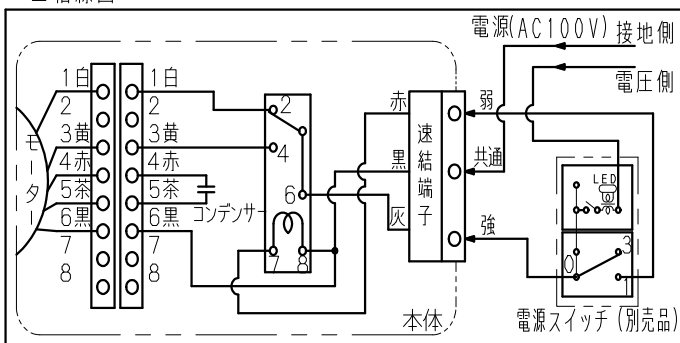 電源(AC100V) 接地側
電圧側
1白
2
3黄
4赤
5茶
6黒
7
8
モーター
1白
2
3黄
4赤
5茶
6黒
7
8
コンデンサー
2
4
6
7
8
赤
黒
灰
速結端子
弱
共通
強
本体
LED
0
3
1
電源スイッチ(別売品)